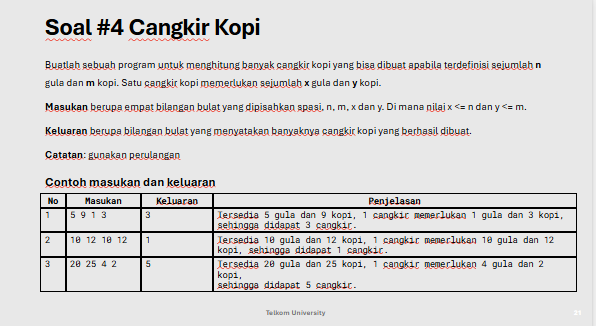 Soal #4 Cangkir Kopi
Buatlah sebuah program untuk menghitung banyak cangkir kopi yang bisa dibuat apabila terdefinisi sejumlah n
gula dan m kopi. Satu cangkir kopi memerlukan sejumlah x gula dan y kopi.
Masukan berupa empat bilangan bulat yang dipisahkan spasi, n, m, x dan y. Di mana nilai x <= n dan y <= m.
Keluaran berupa bilangan bulat yang menyatakan banyaknya cangkir kopi yang berhasil dibuat.
Catatan: gunakan perulangan
Contoh masukan dan keluaran
No Masukan Keluaran Penjelasan
1 5 9 1 3 3 Tersedia 5 gula dan 9 kopi, 1 cangkir memerlukan 1 gula dan 3 kopi,
sehingga didapat 3 cangkir.
2 10 12 10 12 1 Tersedia 10 gula dan 12 kopi, 1 cangkir memerlukan 10 gula dan 12
kopi, sehingga didapat 1 cangkir.
3 20 25 4 2 5 Tersedia 20 gula dan 25 kopi, 1 cangkir memerlukan 4 gula dan 2
kopi,
sehingga didapat 5 cangkir.
Telkom University